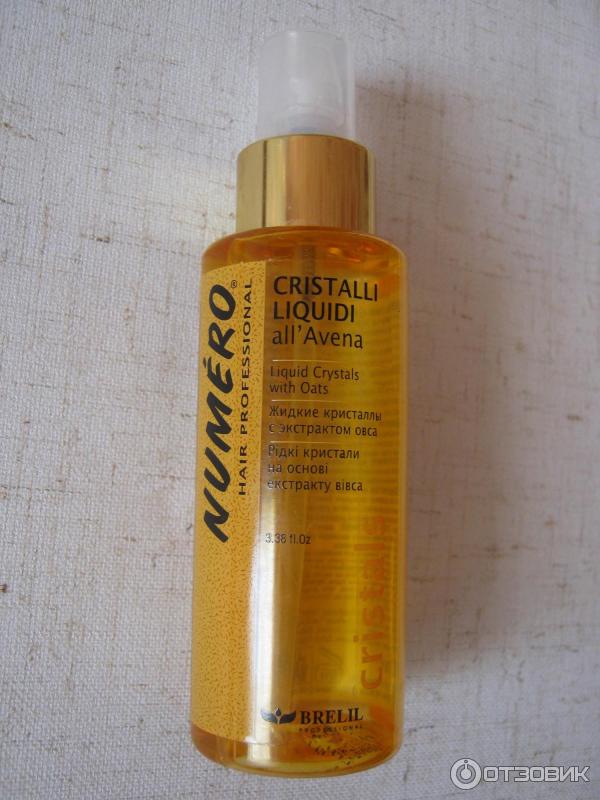 NUMÉRO®
HAIR PROFESSIONAL
CRISTALLI
LIQUIDI
all'Avena
Liquid Crystals
with Oats
Жидкие кристаллы
с экстрактом овса
Рідкі кристали
на основі
екстракту вівса
3.38 fl.Oz
cristals
BRELIL
PROFESSIONAL
ОТЗОВИК